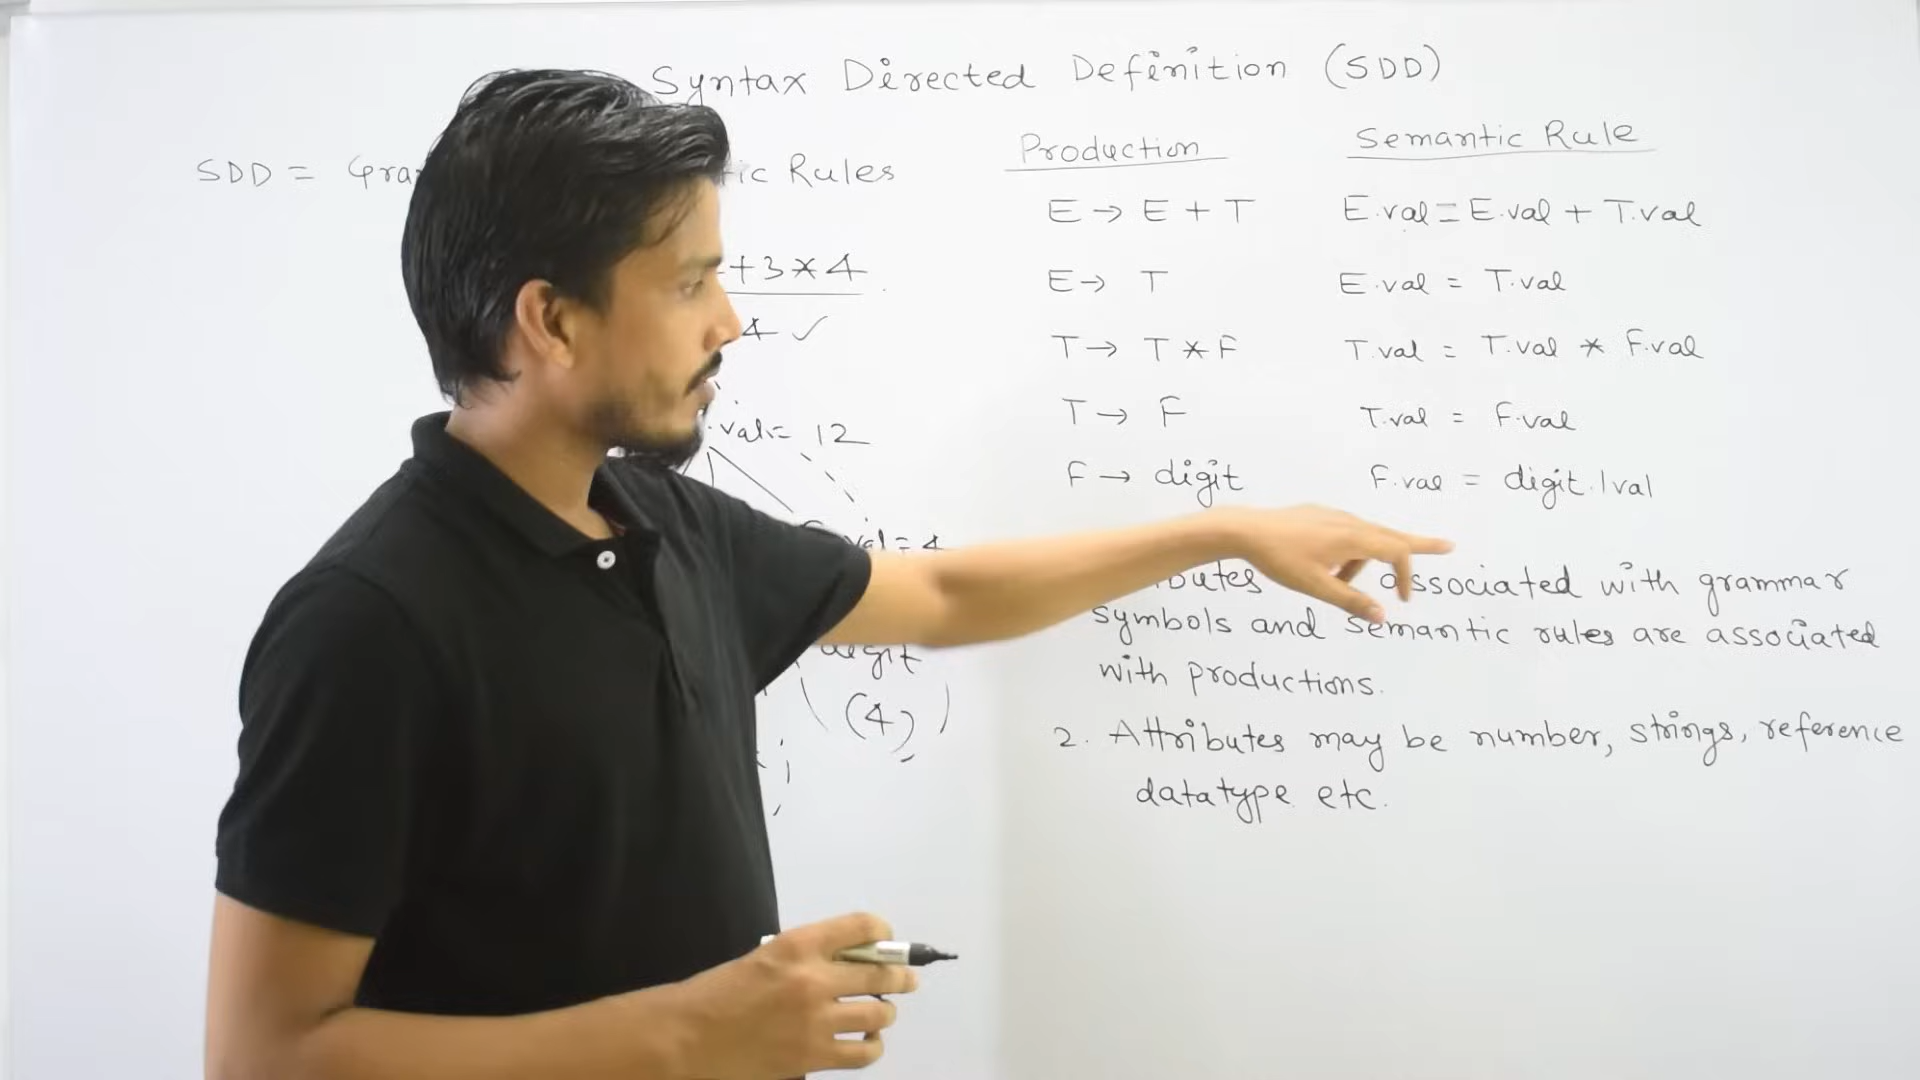 Syntax Directed Definition (SDD)
SDD = Gra
ic Rules
+3*4
4 ✓
.val= 12
val = 4
digit
(4)
Production
Semantic Rule
E → E + T
E.val = E.val + T.val
E → T
E.val = T.val
T → T * F
T.val = T.val * F.val
T → F
T.val = F.val
F → digit
F.val = digit.lval
butes associated with grammar
symbols and semantic rules are associated
with productions.
2. Attributes may be number, strings, reference
datatype etc.